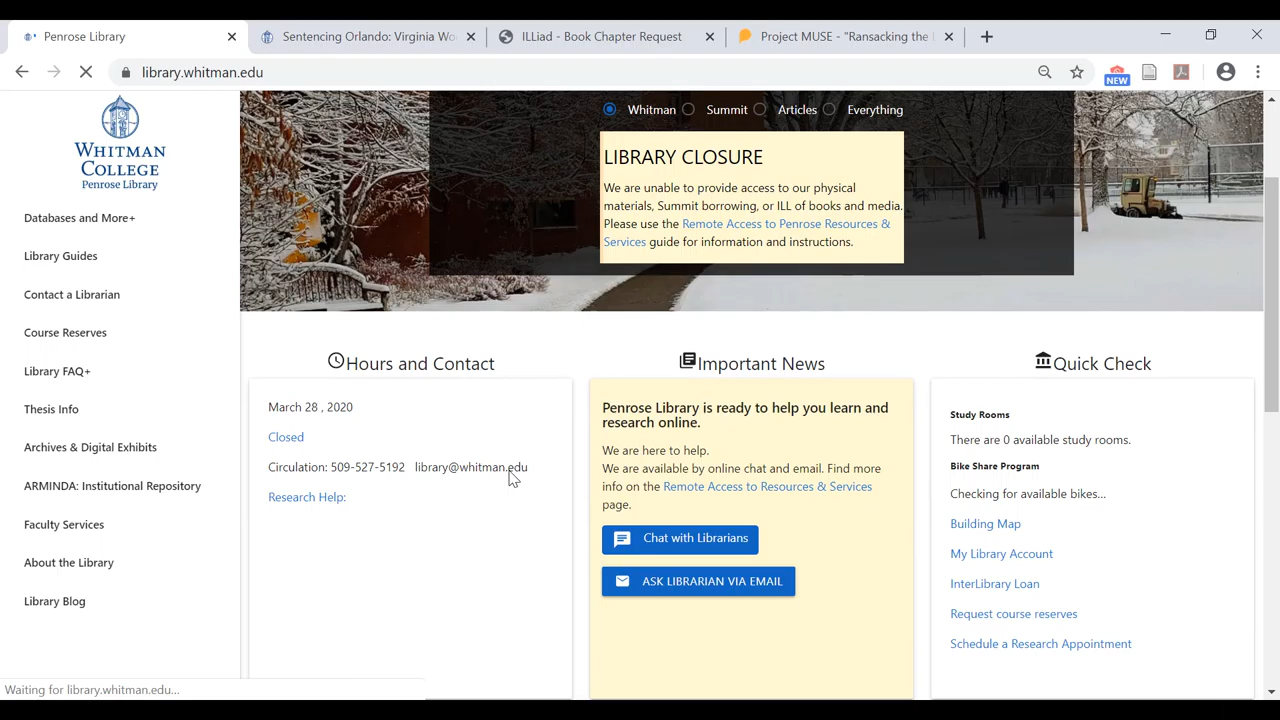 Penrose Library
Sentencing Orlando: Virginia Wo
ILLiad - Book Chapter Request
Project MUSE - "Ransacking the L
library.whitman.edu
NEW
WHITMAN
COLLEGE
Penrose Library
Databases and More+
Library Guides
Contact a Librarian
Course Reserves
Library FAQ+
Thesis Info
Archives & Digital Exhibits
ARMINDA: Institutional Repository
Faculty Services
About the Library
Library Blog
Whitman Summit Articles Everything
LIBRARY CLOSURE
We are unable to provide access to our physical
materials, Summit borrowing, or ILL of books and media.
Please use the Remote Access to Penrose Resources &
Services guide for information and instructions.
Hours and Contact
March 28 , 2020
Closed
Circulation: 509-527-5192 library@whitman.edu
Research Help:
Important News
Penrose Library is ready to help you learn and
research online.
We are here to help.
We are available by online chat and email. Find more
info on the Remote Access to Resources & Services
page.
Chat with Librarians
ASK LIBRARIAN VIA EMAIL
Quick Check
Study Rooms
There are 0 available study rooms.
Bike Share Program
Checking for available bikes...
Building Map
My Library Account
InterLibrary Loan
Request course reserves
Schedule a Research Appointment
Waiting for library.whitman.edu...